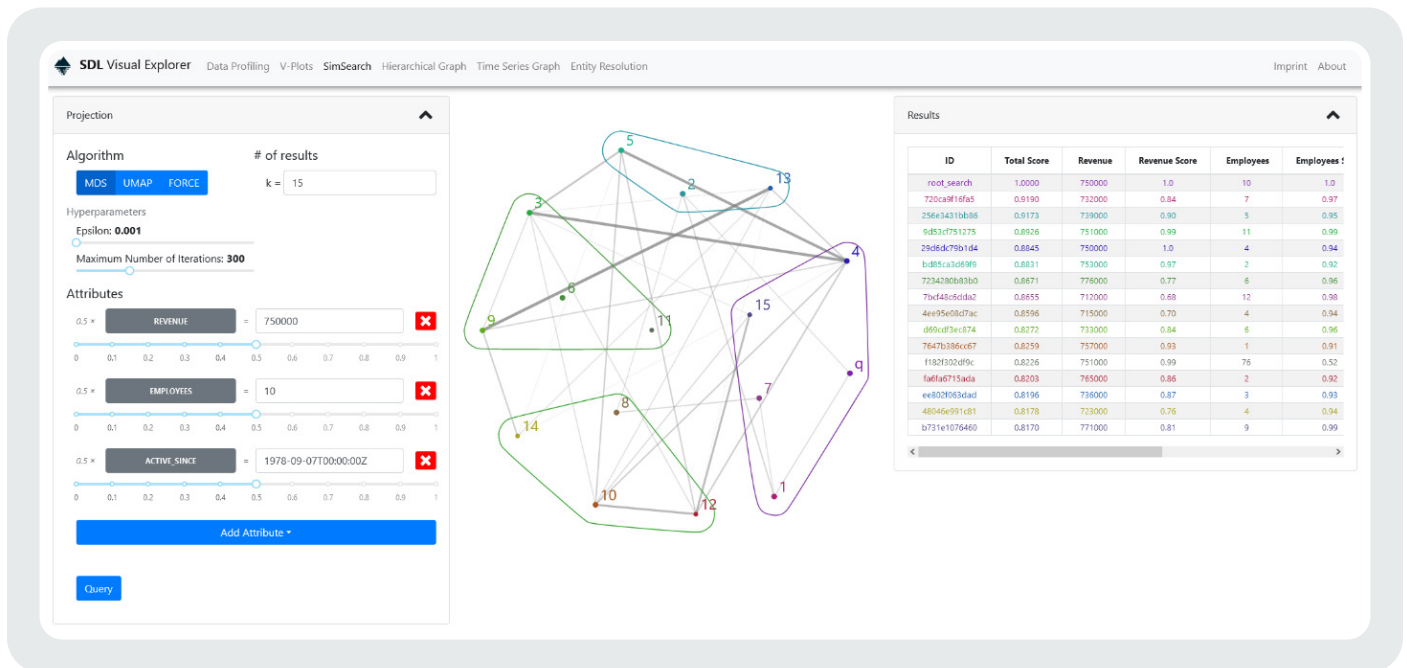 SDL Visual Explorer Data Profiling V-Plots SimSearch Hierarchical Graph Time Series Graph Entity Resolution Imprint About
Projection
Algorithm # of results
MDS UMAP FORCE k = 15
Hyperparameters
Epsilon: 0.001
Maximum Number of Iterations: 300
Attributes
0.5 × REVENUE = 750000
0 0.1 0.2 0.3 0.4 0.5 0.6 0.7 0.8 0.9 1
0.5 × EMPLOYEES = 10
0 0.1 0.2 0.3 0.4 0.5 0.6 0.7 0.8 0.9 1
0.5 × ACTIVE_SINCE = 1978-09-07T00:00:00Z
0 0.1 0.2 0.3 0.4 0.5 0.6 0.7 0.8 0.9 1
Add Attribute
Query
5
13
2
3
4
6
15
9
11
q
7
8
14
1
10
12
Results
ID Total Score Revenue Revenue Score Employees Employees S
root_search 1.0000 750000 1.0 10 1.0
720ca9f16fa5 0.9190 732000 0.84 7 0.97
256e3431bb86 0.9173 739000 0.90 5 0.95
9d53cf751275 0.8926 751000 0.99 11 0.99
29d6dc79b1d4 0.8845 750000 1.0 4 0.94
bd85ca3d69f9 0.8831 753000 0.97 2 0.92
7234280b83b0 0.8671 776000 0.77 6 0.96
7bcf48c6dda2 0.8655 712000 0.68 12 0.98
4ee95e08d7ac 0.8596 715000 0.70 4 0.94
d69cdf3ec874 0.8272 733000 0.84 6 0.96
7647b386cc67 0.8259 757000 0.93 1 0.91
f182f302df9c 0.8226 751000 0.99 76 0.52
fa6fa6715ada 0.8203 765000 0.86 2 0.92
ee802f063dad 0.8196 736000 0.87 3 0.93
48046e991c81 0.8178 723000 0.76 4 0.94
b731e1076460 0.8170 771000 0.81 9 0.99